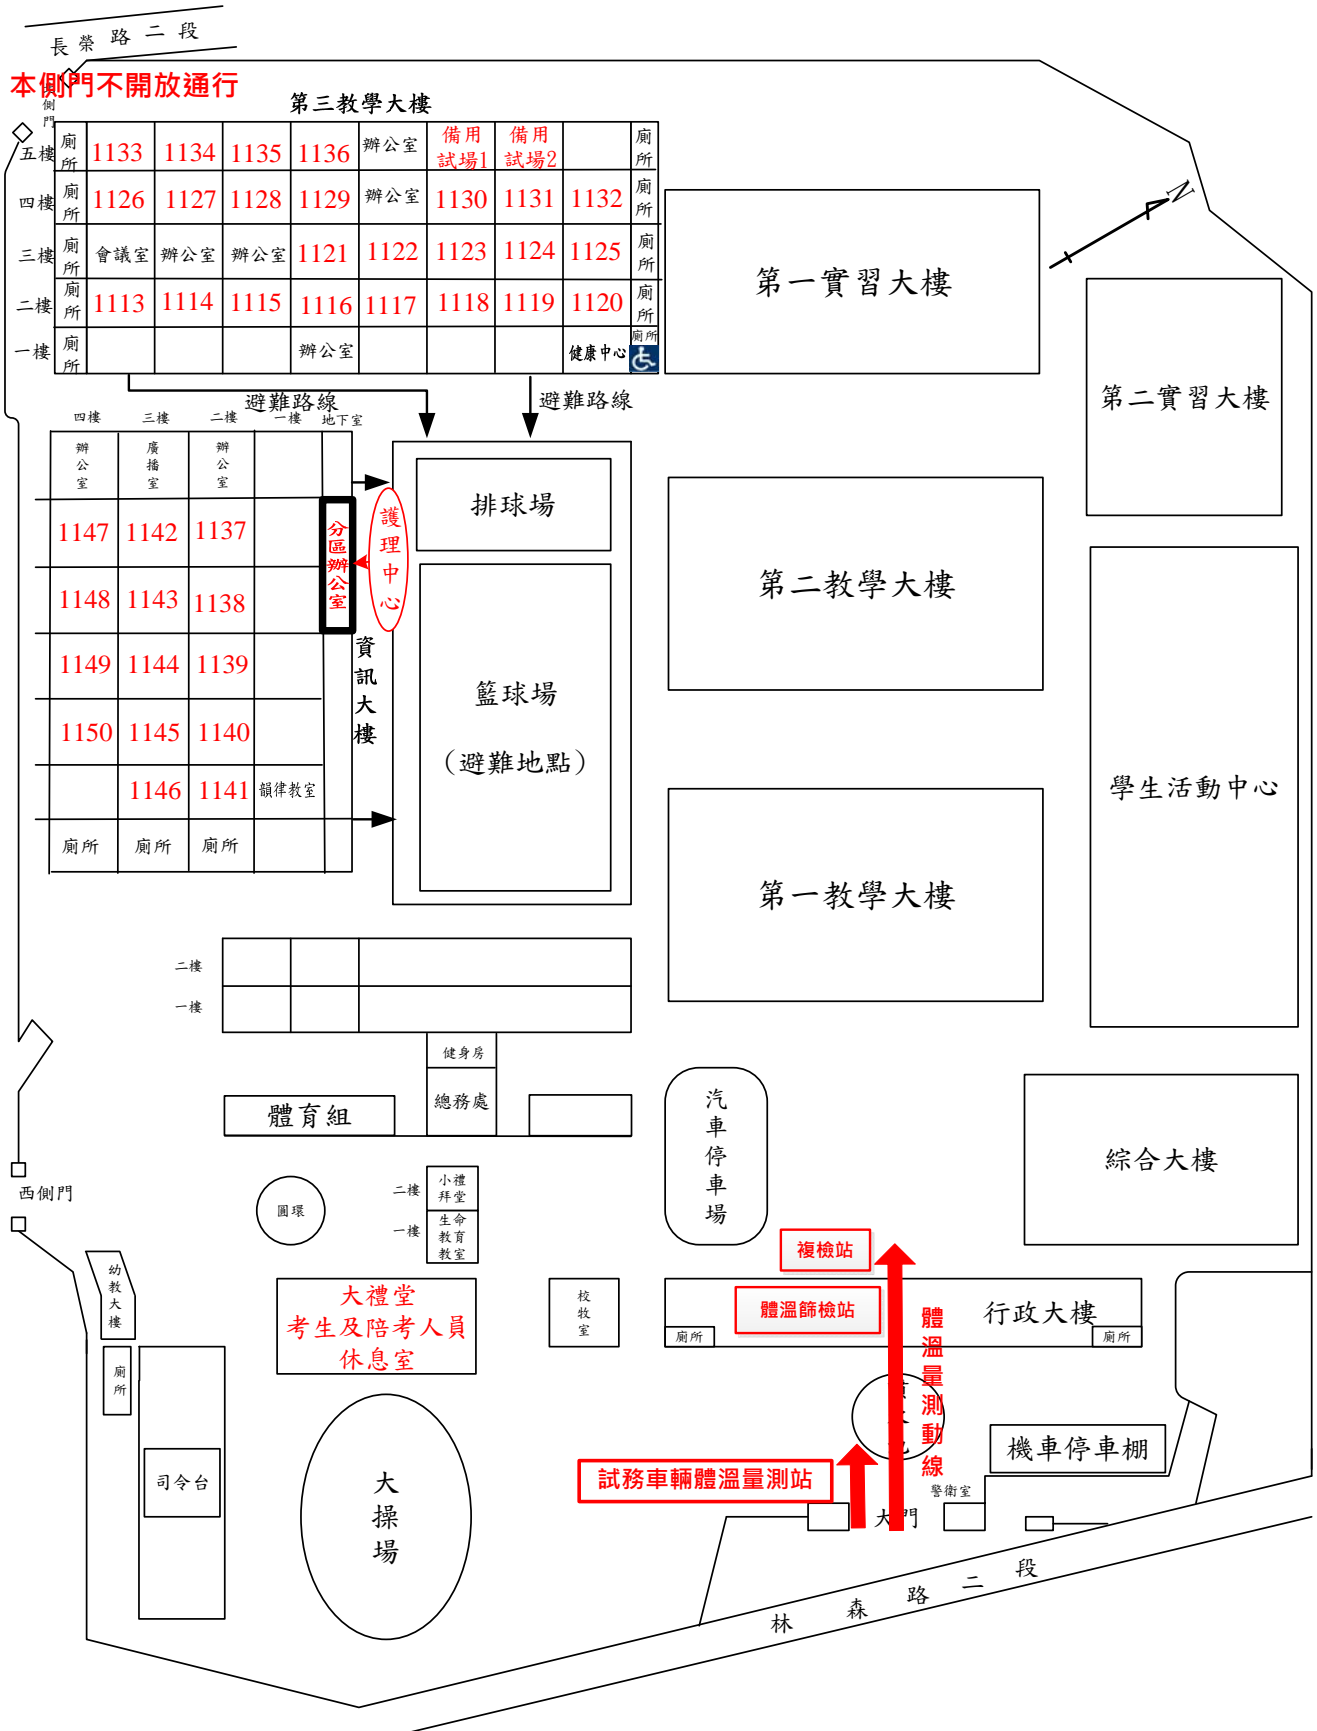 長榮路二段
本側門不開放通行
側門
第三教學大樓
五樓 廁所 1133 1134 1135 1136 辦公室 備用試場1 備用試場2 廁所
四樓 廁所 1126 1127 1128 1129 辦公室 1130 1131 1132 廁所
三樓 廁所 會議室 辦公室 辦公室 1121 1122 1123 1124 1125 廁所
二樓 廁所 1113 1114 1115 1116 1117 1118 1119 1120 廁所
一樓 廁所 辦公室 健康中心 廁所
N
第一實習大樓
第二實習大樓
避難路線 避難路線
四樓 三樓 二樓 一樓 地下室
辦公室 廣播室 辦公室
1147 1142 1137
1148 1143 1138
1149 1144 1139
1150 1145 1140
1146 1141 韻律教室
廁所 廁所 廁所
分區辦公室
護理中心
資訊大樓
排球場
籃球場
(避難地點)
第二教學大樓
第一教學大樓
學生活動中心
二樓
一樓
健身房
總務處
體育組
汽車停車場
綜合大樓
西側門
圓環
二樓 小禮拜堂
一樓 生命教育教室
複檢站
體溫篩檢站
行政大樓
廁所 廁所
體溫量測動線
幼教大樓
廁所
大禮堂
考生及陪考人員
休息室
校牧室
司令台
大操場
試務車輛體溫量測站
機車停車棚
警衛室
大門
林森路二段